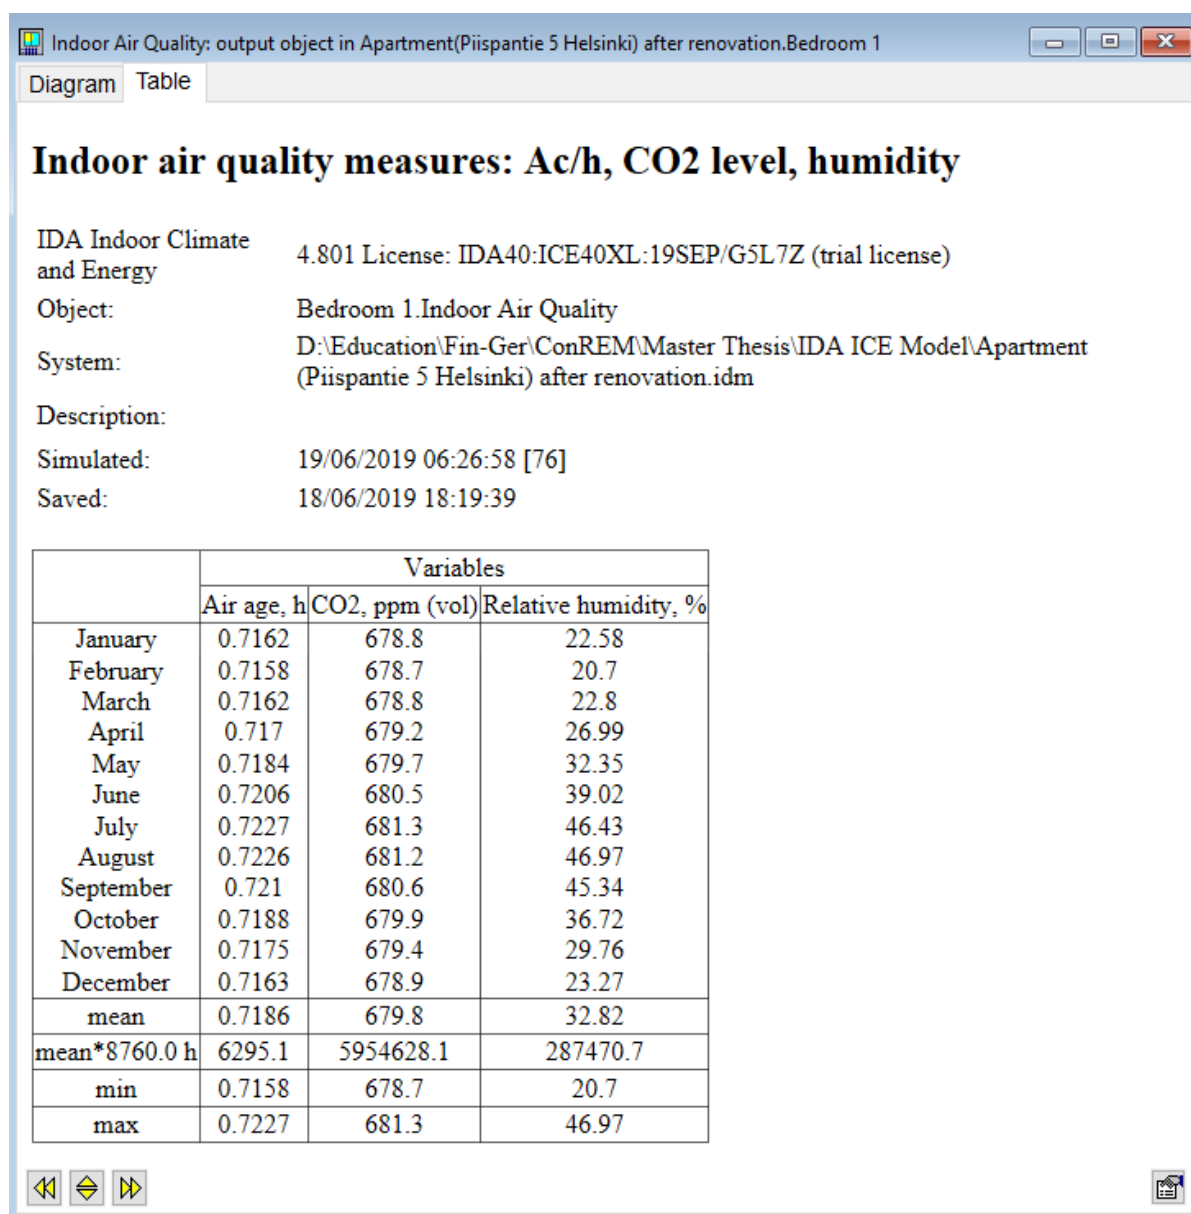 Indoor Air Quality: output object in Apartment(Piispantie 5 Helsinki) after renovation.Bedroom 1
Diagram Table
Indoor air quality measures: Ac/h, CO2 level, humidity
IDA Indoor Climate
and Energy
4.801 License: IDA40:ICE40XL:19SEP/G5L7Z (trial license)
Object: Bedroom 1.Indoor Air Quality
System:
D:\Education\Fin-Ger\ConREM\Master Thesis\IDA ICE Model\Apartment
(Piispantie 5 Helsinki) after renovation.idm
Description:
Simulated: 19/06/2019 06:26:58 [76]
Saved: 18/06/2019 18:19:39
Variables
Air age, h CO2, ppm (vol) Relative humidity, %
January 0.7162 678.8 22.58
February 0.7158 678.7 20.7
March 0.7162 678.8 22.8
April 0.717 679.2 26.99
May 0.7184 679.7 32.35
June 0.7206 680.5 39.02
July 0.7227 681.3 46.43
August 0.7226 681.2 46.97
September 0.721 680.6 45.34
October 0.7188 679.9 36.72
November 0.7175 679.4 29.76
December 0.7163 678.9 23.27
mean 0.7186 679.8 32.82
mean*8760.0 h 6295.1 5954628.1 287470.7
min 0.7158 678.7 20.7
max 0.7227 681.3 46.97